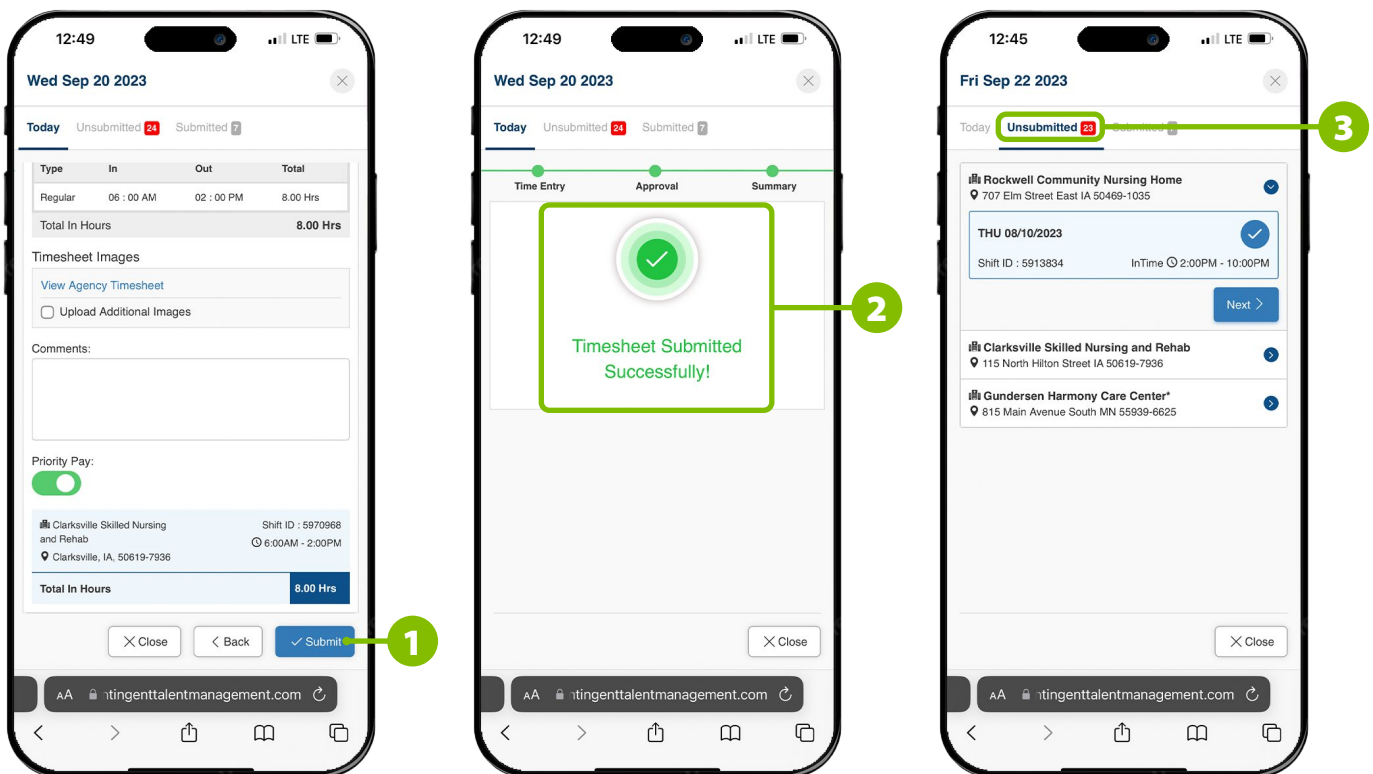 12:49
LTE
Wed Sep 20 2023
Today Unsubmitted 24 Submitted 7
Type In Out Total
Regular 06 : 00 AM 02 : 00 PM 8.00 Hrs
Total In Hours 8.00 Hrs
Timesheet Images
View Agency Timesheet
Upload Additional Images
Comments:
Priority Pay:
Clarksville Skilled Nursing Shift ID : 5970968
and Rehab 6:00AM - 2:00PM
Clarksville, IA, 50619-7936
Total In Hours 8.00 Hrs
Close Back Submit
1
AA ntingenttalentmanagement.com
12:49
LTE
Wed Sep 20 2023
Today Unsubmitted 24 Submitted 7
Time Entry Approval Summary
Timesheet Submitted
Successfully!
2
Close
AA ntingenttalentmanagement.com
12:45
LTE
Fri Sep 22 2023
Today Unsubmitted 23 Submitted
3
Rockwell Community Nursing Home
707 Elm Street East IA 50469-1035
THU 08/10/2023
Shift ID : 5913834 InTime 2:00PM - 10:00PM
Next
Clarksville Skilled Nursing and Rehab
115 North Hilton Street IA 50619-7936
Gundersen Harmony Care Center*
815 Main Avenue South MN 55939-6625
Close
AA ntingenttalentmanagement.com